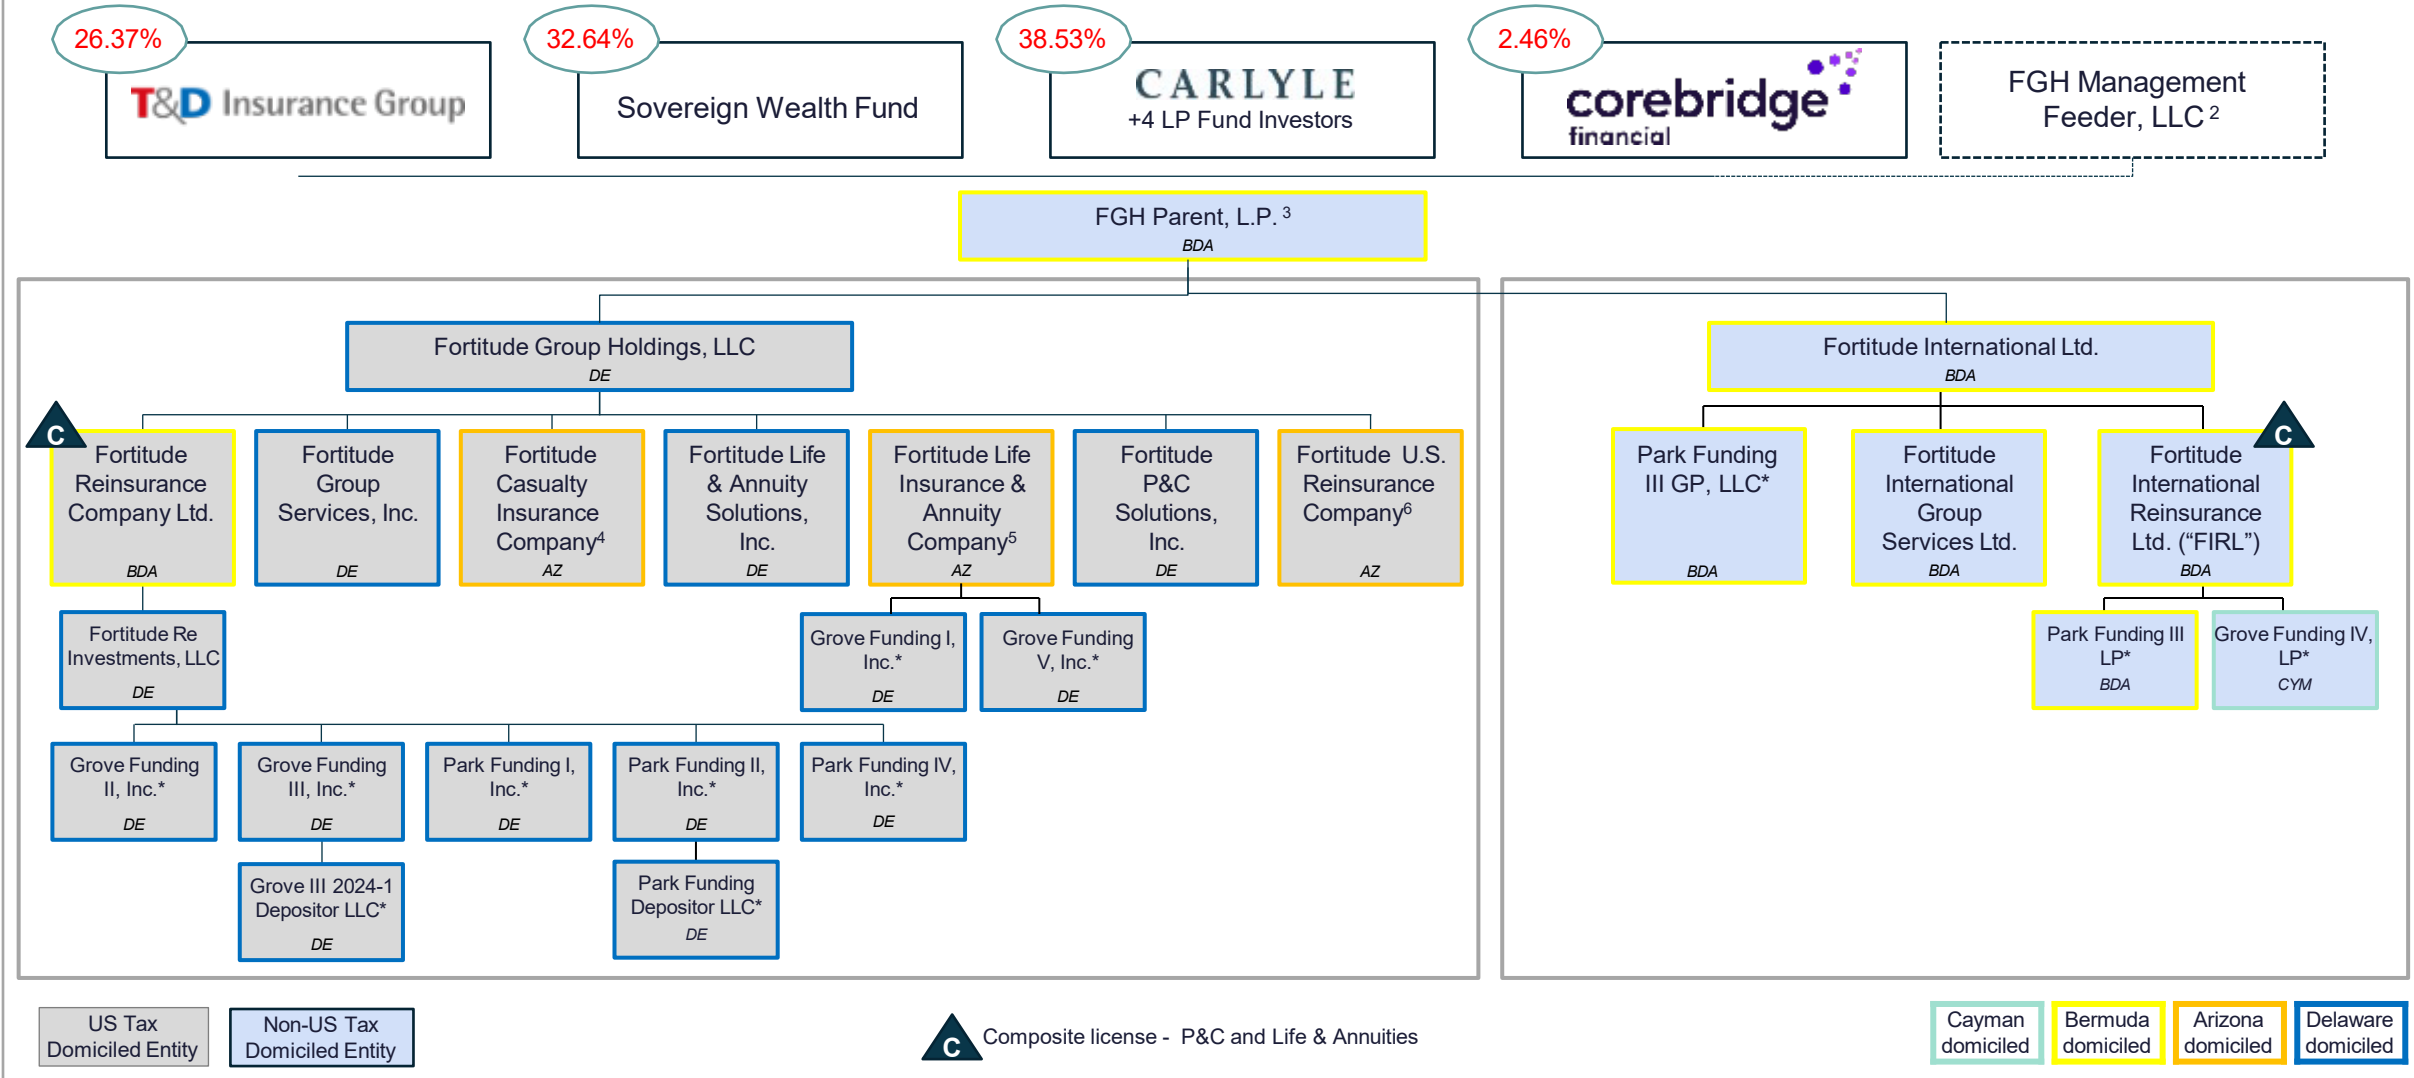 26.37%
T&D Insurance Group
32.64%
Sovereign Wealth Fund
38.53%
CARLYLE
+4 LP Fund Investors
2.46%
corebridge
financial
FGH Management
Feeder, LLC 2
FGH Parent, L.P. 3
BDA
Fortitude Group Holdings, LLC
DE
Fortitude International Ltd.
BDA
C
Fortitude
Reinsurance
Company Ltd.
BDA
Fortitude
Group
Services, Inc.
DE
Fortitude
Casualty
Insurance
Company4
AZ
Fortitude Life
& Annuity
Solutions,
Inc.
DE
Fortitude Life
Insurance &
Annuity
Company5
AZ
Fortitude
P&C
Solutions,
Inc.
DE
Fortitude U.S.
Reinsurance
Company6
AZ
Park Funding
III GP, LLC*
BDA
Fortitude
International
Group
Services Ltd.
BDA
C
Fortitude
International
Reinsurance
Ltd. (“FIRL”)
BDA
Fortitude Re
Investments, LLC
DE
Grove Funding I,
Inc.*
DE
Grove Funding
V, Inc.*
DE
Park Funding III
LP*
BDA
Grove Funding IV,
LP*
CYM
Grove Funding
II, Inc.*
DE
Grove Funding
III, Inc.*
DE
Park Funding I,
Inc.*
DE
Park Funding II,
Inc.*
DE
Park Funding IV,
Inc.*
DE
Grove III 2024-1
Depositor LLC*
DE
Park Funding
Depositor LLC*
DE
US Tax
Domiciled Entity
Non-US Tax
Domiciled Entity
C
Composite license - P&C and Life & Annuities
Cayman
domiciled
Bermuda
domiciled
Arizona
domiciled
Delaware
domiciled